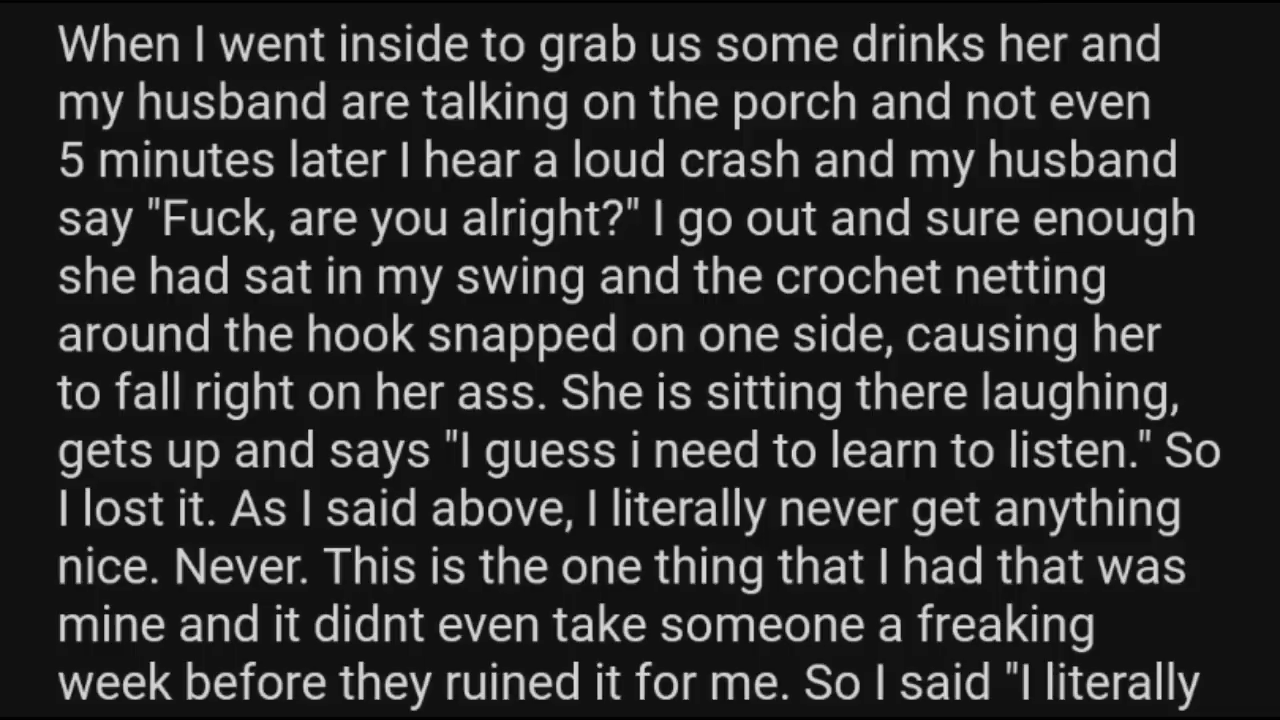 When I went inside to grab us some drinks her and
my husband are talking on the porch and not even
5 minutes later I hear a loud crash and my husband
say "Fuck, are you alright?" I go out and sure enough
she had sat in my swing and the crochet netting
around the hook snapped on one side, causing her
to fall right on her ass. She is sitting there laughing,
gets up and says "I guess i need to learn to listen." So
I lost it. As I said above, I literally never get anything
nice. Never. This is the one thing that I had that was
mine and it didnt even take someone a freaking
week before they ruined it for me. So I said "I literally